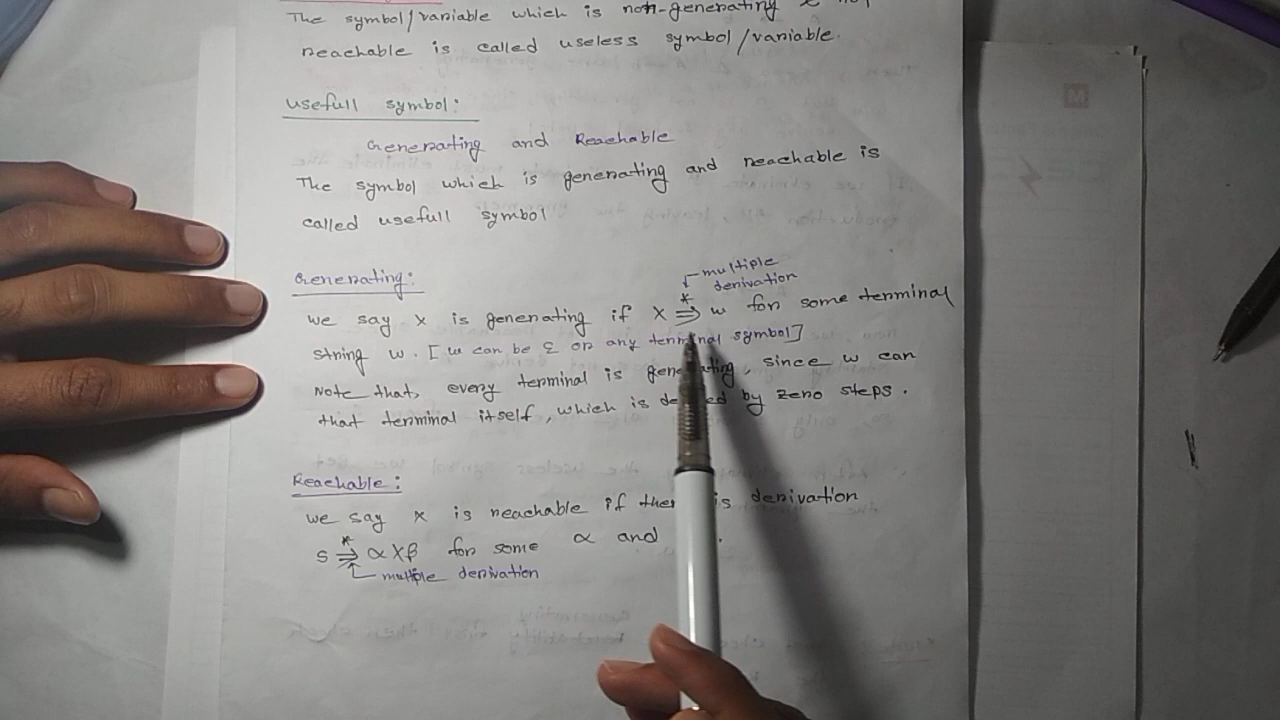 The symbol/variable which is non-generating
reachable is called useless symbol/variable.
Usefull symbol:
Generating and Reachable
The symbol which is generating and reachable is
called usefull symbol
Generating:
multiple
derivation
we say X is generating if X ⇒* w for some terminal
string w. [w can be ε or any terminal symbol]
Note that, every terminal is generating, since w can
that terminal itself, which is by zero steps.
Reachable:
we say X is reachable if is derivation
S ⇒* αXβ for some α and .
multiple derivation
M